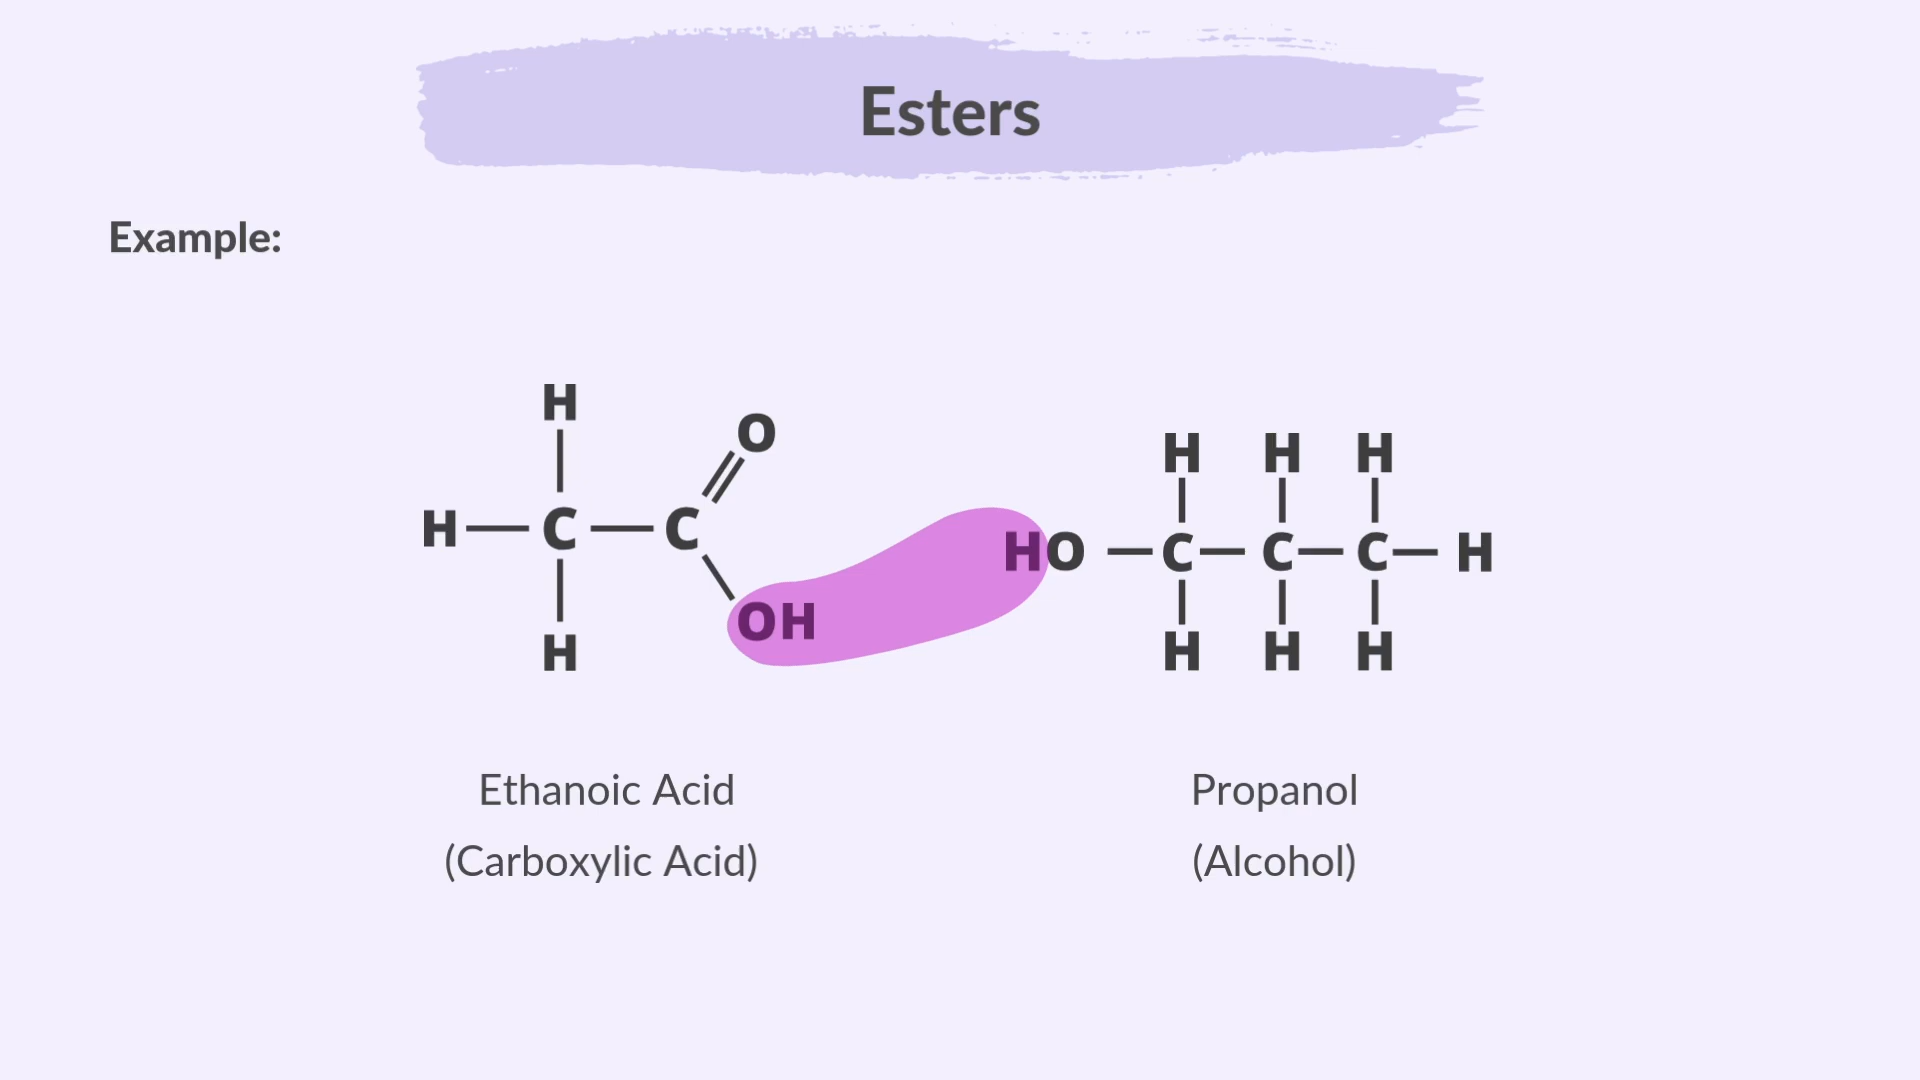 Esters
Example:
H
O
H C C
OH
H
H H H
HO C C C H
H H H
Ethanoic Acid
(Carboxylic Acid)
Propanol
(Alcohol)